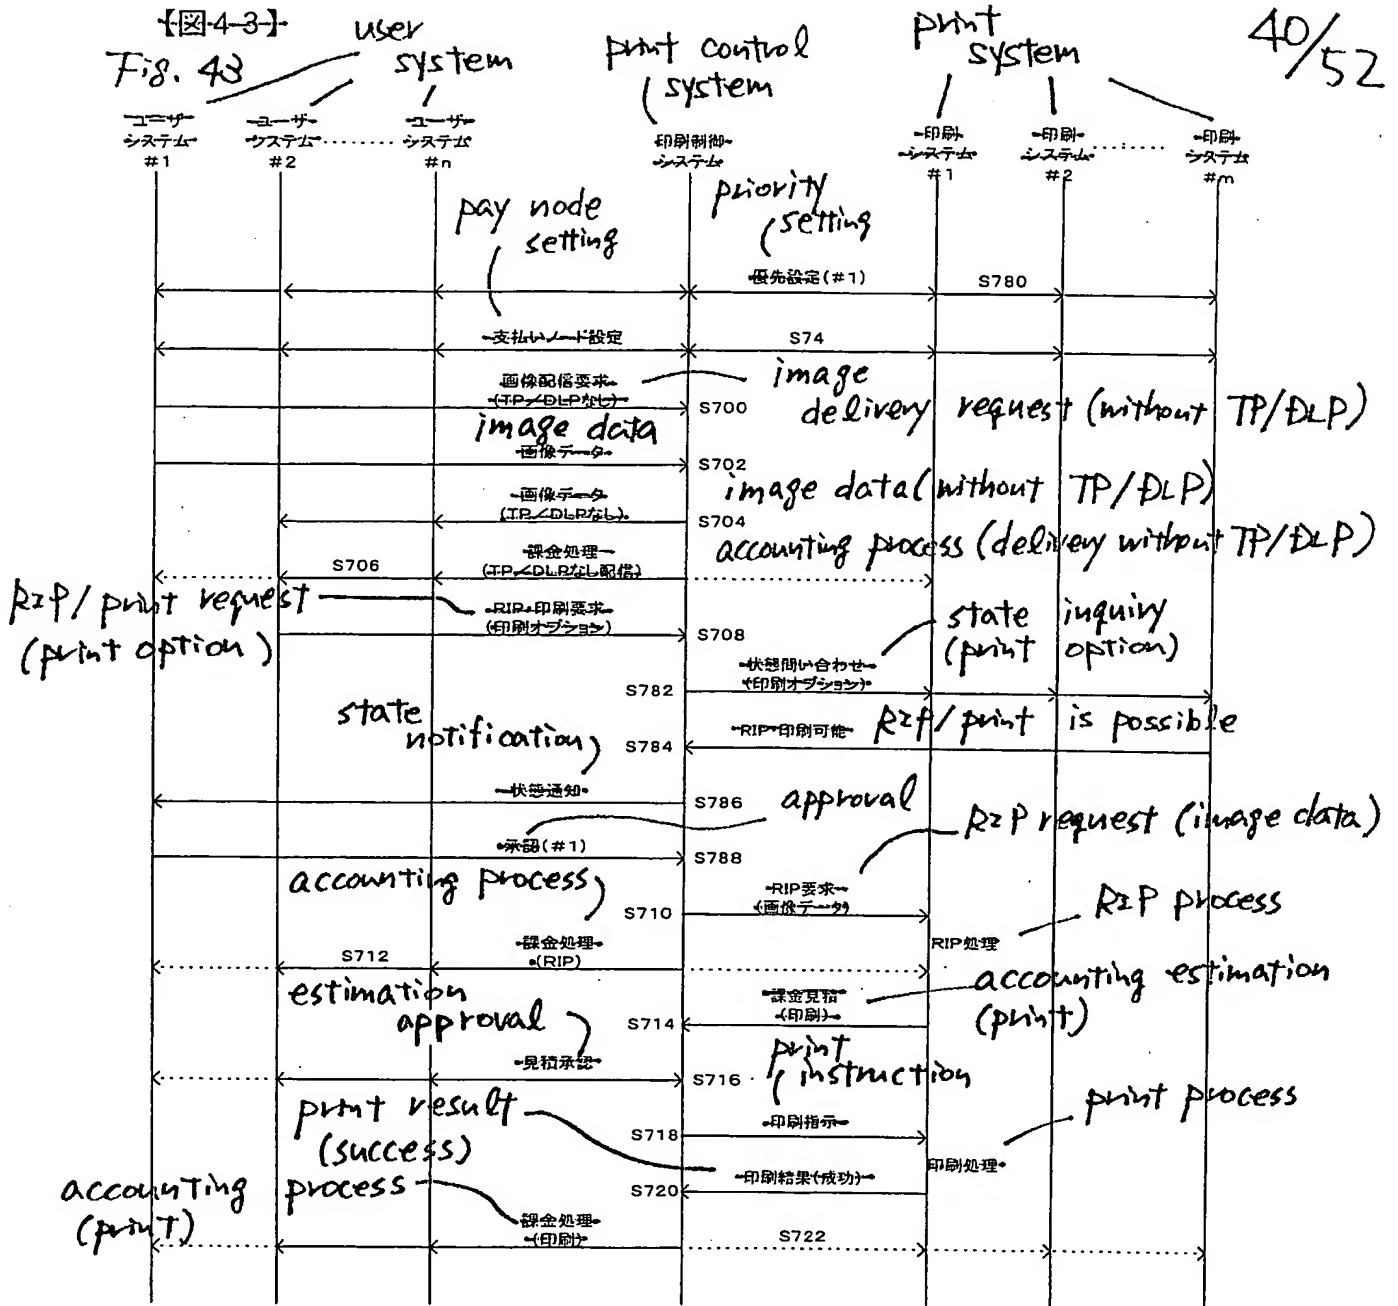 【図43】
Fig. 43
user
system
print control
system
print
system
40/52
ユーザ
システム
#1
ユーザ
システム
#2
ユーザ
システム
#n
印刷制御
システム
印刷
システム
#1
印刷
システム
#2
印刷
システム
#m
pay node
setting
priority
setting
優先設定(#1)
S780
支払いノード設定
S74
画像配信要求
(TP/DLPなし)
S700
image
delivery request (without TP/DLP)
image data
画像データ
S702
画像データ
(TP/DLPなし)
S704
image data (without TP/DLP)
accounting process (delivery without TP/DLP)
課金処理
(TP/DLPなし配信)
S706
RIP/print request
(print option)
RIP・印刷要求
(印刷オプション)
S708
state inquiry
(print option)
状態問い合わせ
(印刷オプション)
S782
state
notification
RIP・印刷可能
S784
RIP/print is possible
状態通知
S786
approval
承認(#1)
S788
RIP request (image data)
accounting process
RIP要求
(画像データ)
S710
RIP process
RIP処理
課金処理
(RIP)
S712
estimation
approval
accounting estimation
(print)
課金見積
(印刷)
S714
見積承認
S716
print
instruction
print result
(success)
印刷指示
S718
print process
印刷処理
印刷結果(成功)
S720
accounting process
(print)
課金処理
(印刷)
S722